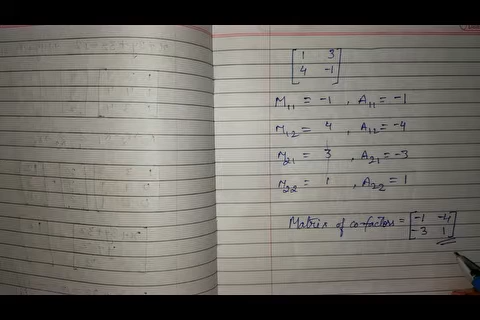 1 3
4 -1
M11 = -1 , A11 = -1
M12 = 4 , A12 = -4
M21 = 3 , A21 = -3
M22 = 1 , A22 = 1
Matrix of co-factors = [-1 -4
-3 1]